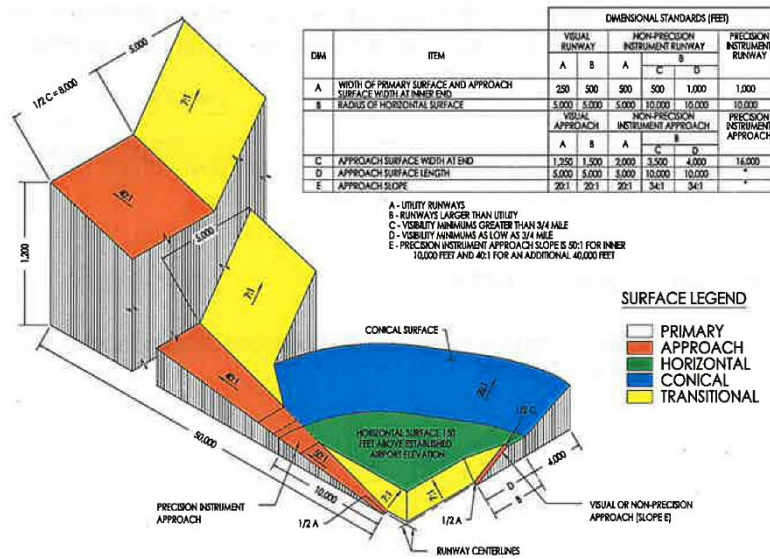 DIMENSIONAL STANDARDS (FEET)
DIM
ITEM
VISUAL RUNWAY
NON-PRECISION INSTRUMENT RUNWAY
PRECISION INSTRUMENT RUNWAY
A B A B
C D
A WIDTH OF PRIMARY SURFACE AND APPROACH SURFACE WIDTH AT INNER END 250 500 500 500 1,000 1,000
B RADIUS OF HORIZONTAL SURFACE 5,000 5,000 5,000 10,000 10,000 10,000
VISUAL APPROACH
NON-PRECISION INSTRUMENT APPROACH
PRECISION INSTRUMENT APPROACH
A B A B
C D
C APPROACH SURFACE WIDTH AT END 1,250 1,500 2,000 3,500 4,000 16,000
D APPROACH SURFACE LENGTH 5,000 5,000 5,000 10,000 10,000 *
E APPROACH SLOPE 20:1 20:1 20:1 34:1 34:1 *
A - UTILITY RUNWAYS
B - RUNWAYS LARGER THAN UTILITY
C - VISIBILITY MINIMUMS GREATER THAN 3/4 MILE
D - VISIBILITY MINIMUMS AS LOW AS 3/4 MILE
E - PRECISION INSTRUMENT APPROACH SLOPE IS 50:1 FOR INNER
10,000 FEET AND 40:1 FOR AN ADDITIONAL 40,000 FEET
SURFACE LEGEND
PRIMARY
APPROACH
HORIZONTAL
CONICAL
TRANSITIONAL
5,000
1/2 C = 8,000
7:1
40:1
1,200
5,000
7:1
40:1
50,000
CONICAL SURFACE
20:1
1/2 C
HORIZONTAL SURFACE 150
FEET ABOVE ESTABLISHED
AIRPORT ELEVATION
50:1
10,000
7:1
7:1
4,000
D
B
PRECISION INSTRUMENT
APPROACH
1/2 A
1/2 A
VISUAL OR NON-PRECISION
APPROACH (SLOPE E)
RUNWAY CENTERLINES